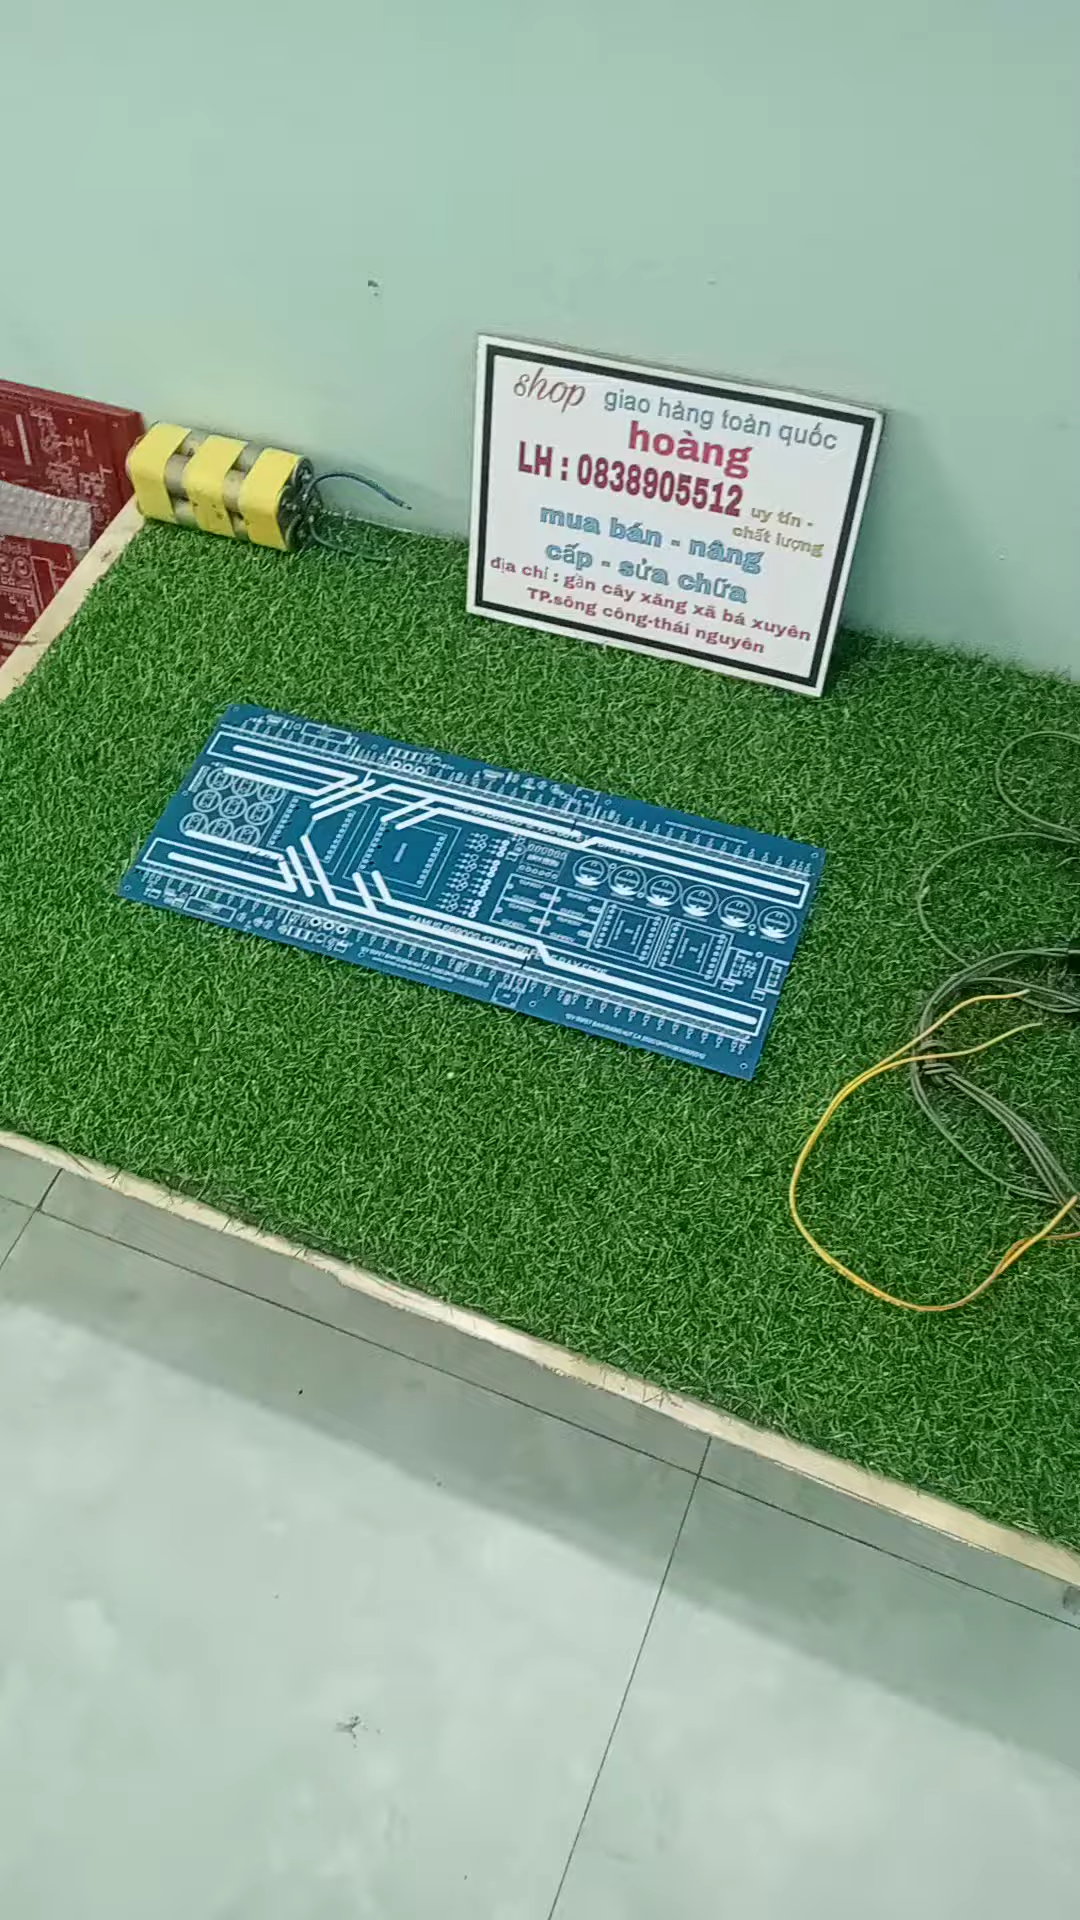 shop giao hàng toàn quốc
hoàng
LH : 0838905512
uy tín -
chất lượng
mua bán - nâng
cấp - sửa chữa
địa chỉ : gần cây xăng xã bá xuyên
TP.sông công-thái nguyên